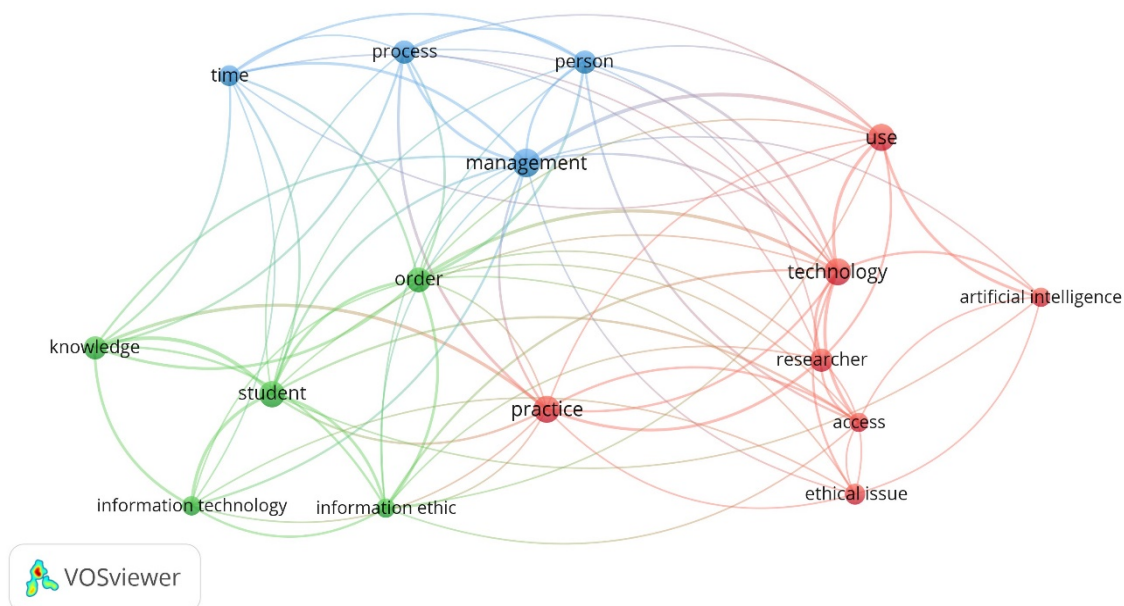 process
person
time
use
management
technology
order
artificial intelligence
knowledge
researcher
student
practice
access
ethical issue
information technology
information ethic
VOSviewer